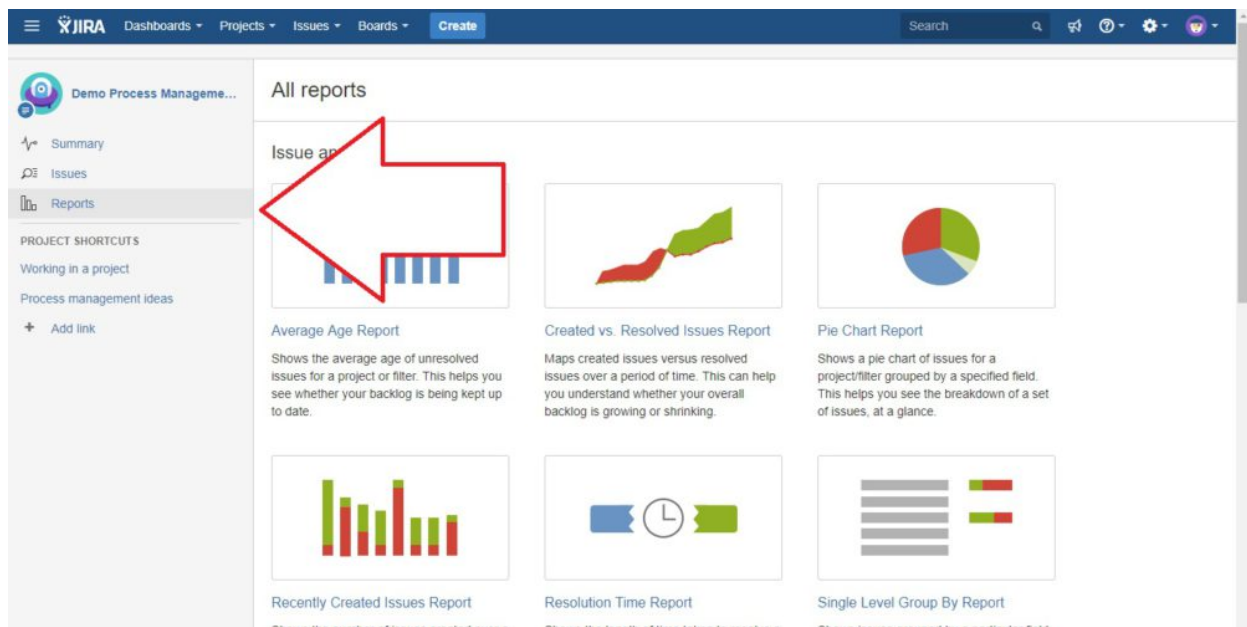 JIRA Dashboards Projects Issues Boards Create Search
Demo Process Manageme...
Summary
Issues
Reports
PROJECT SHORTCUTS
Working in a project
Process management ideas
+ Add link
All reports
Issue
Average Age Report
Shows the average age of unresolved
issues for a project or filter. This helps you
see whether your backlog is being kept up
to date.
Created vs. Resolved Issues Report
Maps created issues versus resolved
issues over a period of time. This can help
you understand whether your overall
backlog is growing or shrinking.
Pie Chart Report
Shows a pie chart of issues for a
project/filter grouped by a specified field.
This helps you see the breakdown of a set
of issues, at a glance.
Recently Created Issues Report
Resolution Time Report
Single Level Group By Report